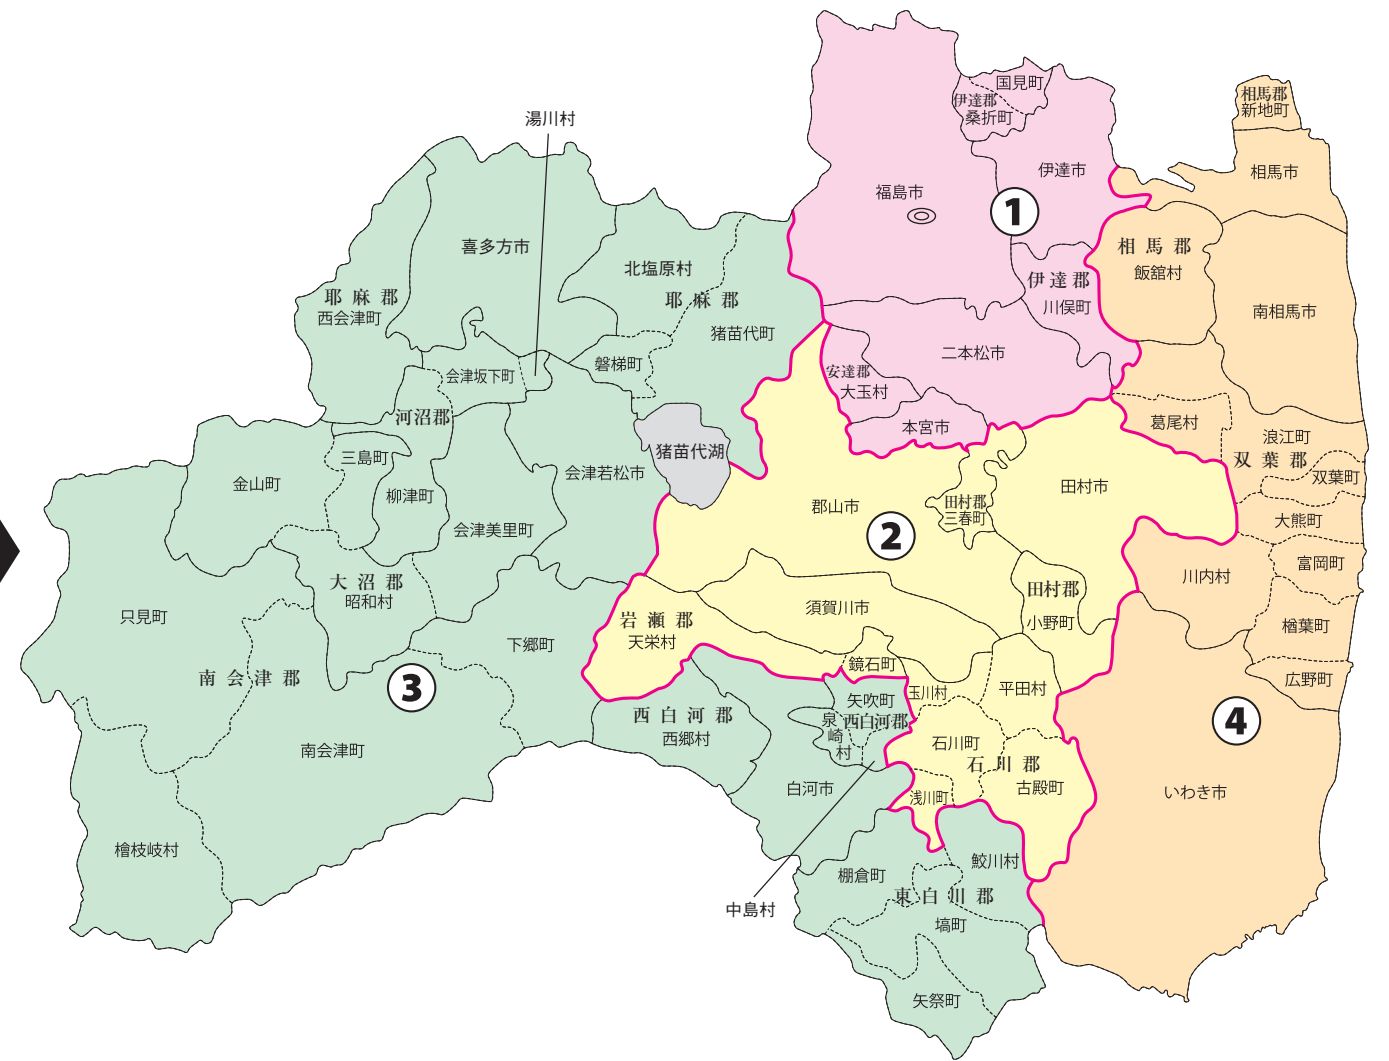 国見町
伊達郡
桑折町
相馬郡
新地町
湯川村
伊達市
相馬市
福島市
1
喜多方市
相馬郡
飯舘村
北塩原村
耶麻郡
伊達郡
川俣町
耶麻郡
西会津町
南相馬市
猪苗代町
二本松市
磐梯町
会津坂下町
安達郡
大玉村
河沼郡
本宮市
葛尾村
浪江町
双葉郡
双葉町
猪苗代湖
三島町
会津若松市
金山町
柳津町
田村市
郡山市
田村郡
三春町
大熊町
会津美里町
2
富岡町
川内村
大沼郡
昭和村
田村郡
小野町
須賀川市
只見町
岩瀬郡
天栄村
楢葉町
下郷町
鏡石町
南会津郡
3
広野町
玉川村
平田村
矢吹町
西白河郡
西郷村
泉崎村
西白河郡
4
南会津町
石川町
石川郡
古殿町
白河市
浅川町
いわき市
檜枝岐村
鮫川村
棚倉町
東白川郡
中島村
塙町
矢祭町